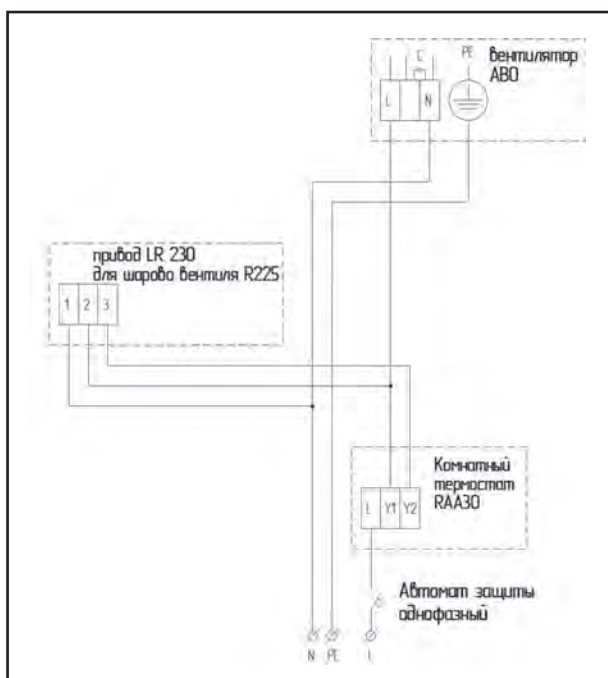 C PE вентилятор
АВО
L N
привод LR 230
для шарово вентиля R225
1 2 3
Комнатный
термостат
RAA30
L Y1 Y2
Автомат защиты
однофазный
N PE